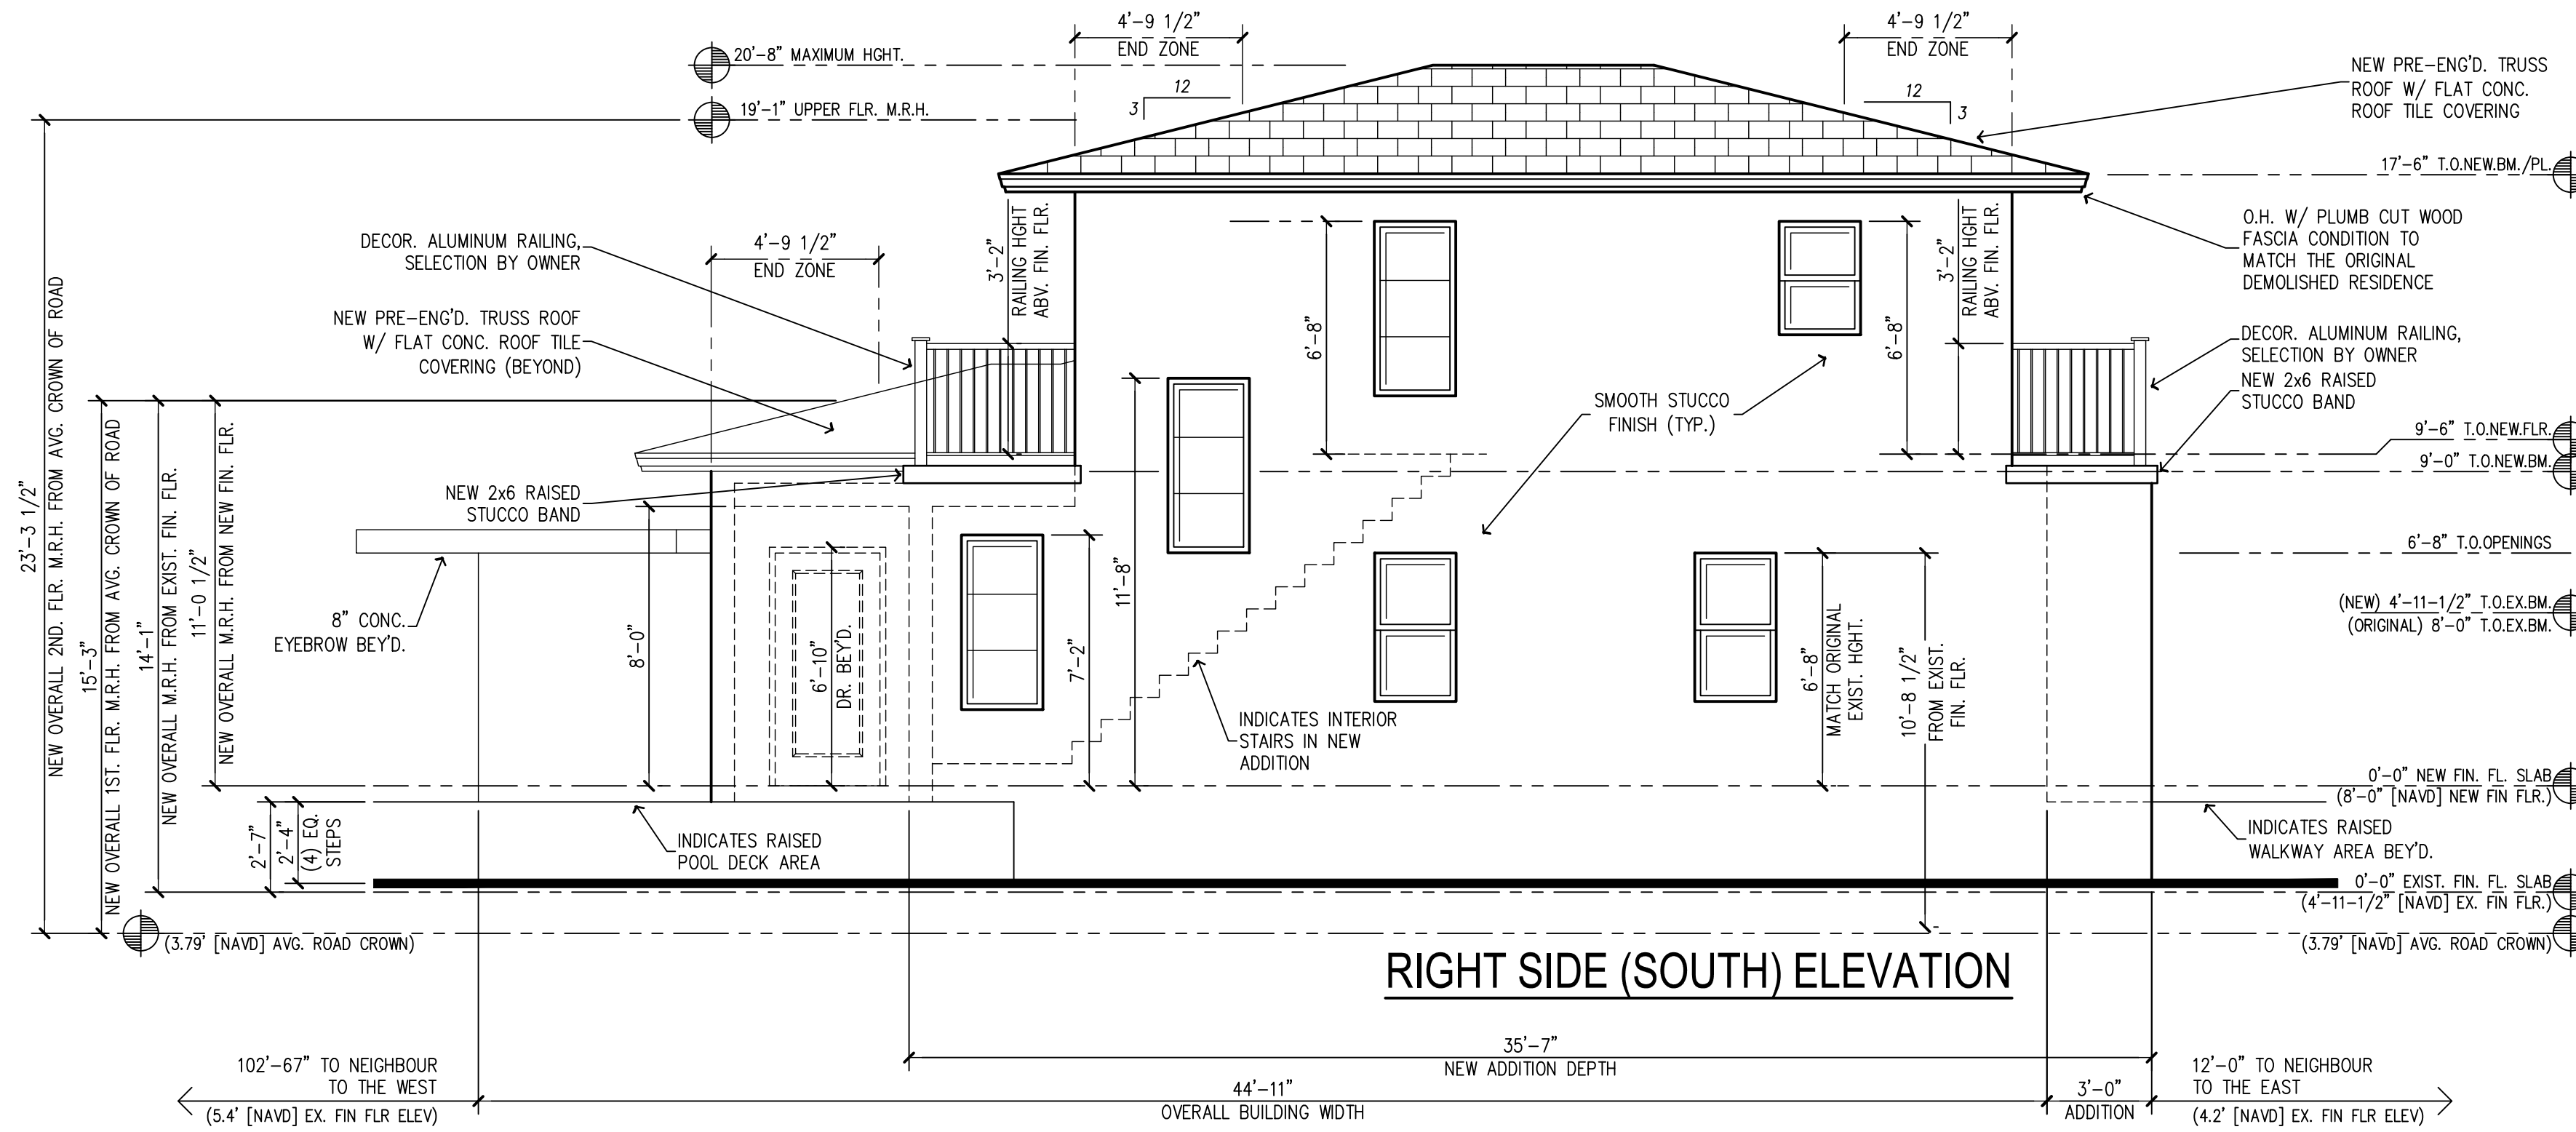 4'-9 1/2"
END ZONE
4'-9 1/2"
END ZONE
20'-8" MAXIMUM HGHT.
19'-1" UPPER FLR. M.R.H.
12
3
12
3
NEW PRE-ENG'D. TRUSS
ROOF W/ FLAT CONC.
ROOF TILE COVERING
17'-6" T.O.NEW.BM./PL.
O.H. W/ PLUMB CUT WOOD
FASCIA CONDITION TO
MATCH THE ORIGINAL
DEMOLISHED RESIDENCE
DECOR. ALUMINUM RAILING,
SELECTION BY OWNER
4'-9 1/2"
END ZONE
3'-2"
RAILING HGHT
ABV. FIN. FLR.
6'-8"
6'-8"
3'-2"
RAILING HGHT
ABV. FIN. FLR.
NEW PRE-ENG'D. TRUSS ROOF
W/ FLAT CONC. ROOF TILE
COVERING (BEYOND)
DECOR. ALUMINUM RAILING,
SELECTION BY OWNER
NEW 2x6 RAISED
STUCCO BAND
SMOOTH STUCCO
FINISH (TYP.)
9'-6" T.O.NEW.FLR.
9'-0" T.O.NEW.BM.
NEW 2x6 RAISED
STUCCO BAND
6'-8" T.O.OPENINGS
(NEW) 4'-11-1/2" T.O.EX.BM.
(ORIGINAL) 8'-0" T.O.EX.BM.
8" CONC.
EYEBROW BEY'D.
23'-3 1/2"
NEW OVERALL 2ND. FLR. M.R.H. FROM AVG. CROWN OF ROAD
15'-3"
NEW OVERALL 1ST. FLR. M.R.H. FROM AVG. CROWN OF ROAD
14'-1"
NEW OVERALL M.R.H. FROM EXIST. FIN. FLR.
11'-0 1/2"
NEW OVERALL M.R.H. FROM NEW FIN. FLR.
8'-0"
6'-10"
DR. BEY'D.
7'-2"
11'-8"
INDICATES INTERIOR
STAIRS IN NEW
ADDITION
6'-8"
MATCH ORIGINAL
EXIST. HGHT.
10'-8 1/2"
FROM EXIST.
FIN. FLR.
0'-0" NEW FIN. FL. SLAB
(8'-0" [NAVD] NEW FIN FLR.)
2'-7"
2'-4"
(4) EQ.
STEPS
INDICATES RAISED
POOL DECK AREA
INDICATES RAISED
WALKWAY AREA BEY'D.
0'-0" EXIST. FIN. FL. SLAB
(4'-11-1/2" [NAVD] EX. FIN FLR.)
(3.79' [NAVD] AVG. ROAD CROWN)
(3.79' [NAVD] AVG. ROAD CROWN)
RIGHT SIDE (SOUTH) ELEVATION
35'-7"
NEW ADDITION DEPTH
102'-67" TO NEIGHBOUR
TO THE WEST
(5.4' [NAVD] EX. FIN FLR ELEV)
44'-11"
OVERALL BUILDING WIDTH
3'-0"
ADDITION
12'-0" TO NEIGHBOUR
TO THE EAST
(4.2' [NAVD] EX. FIN FLR ELEV)